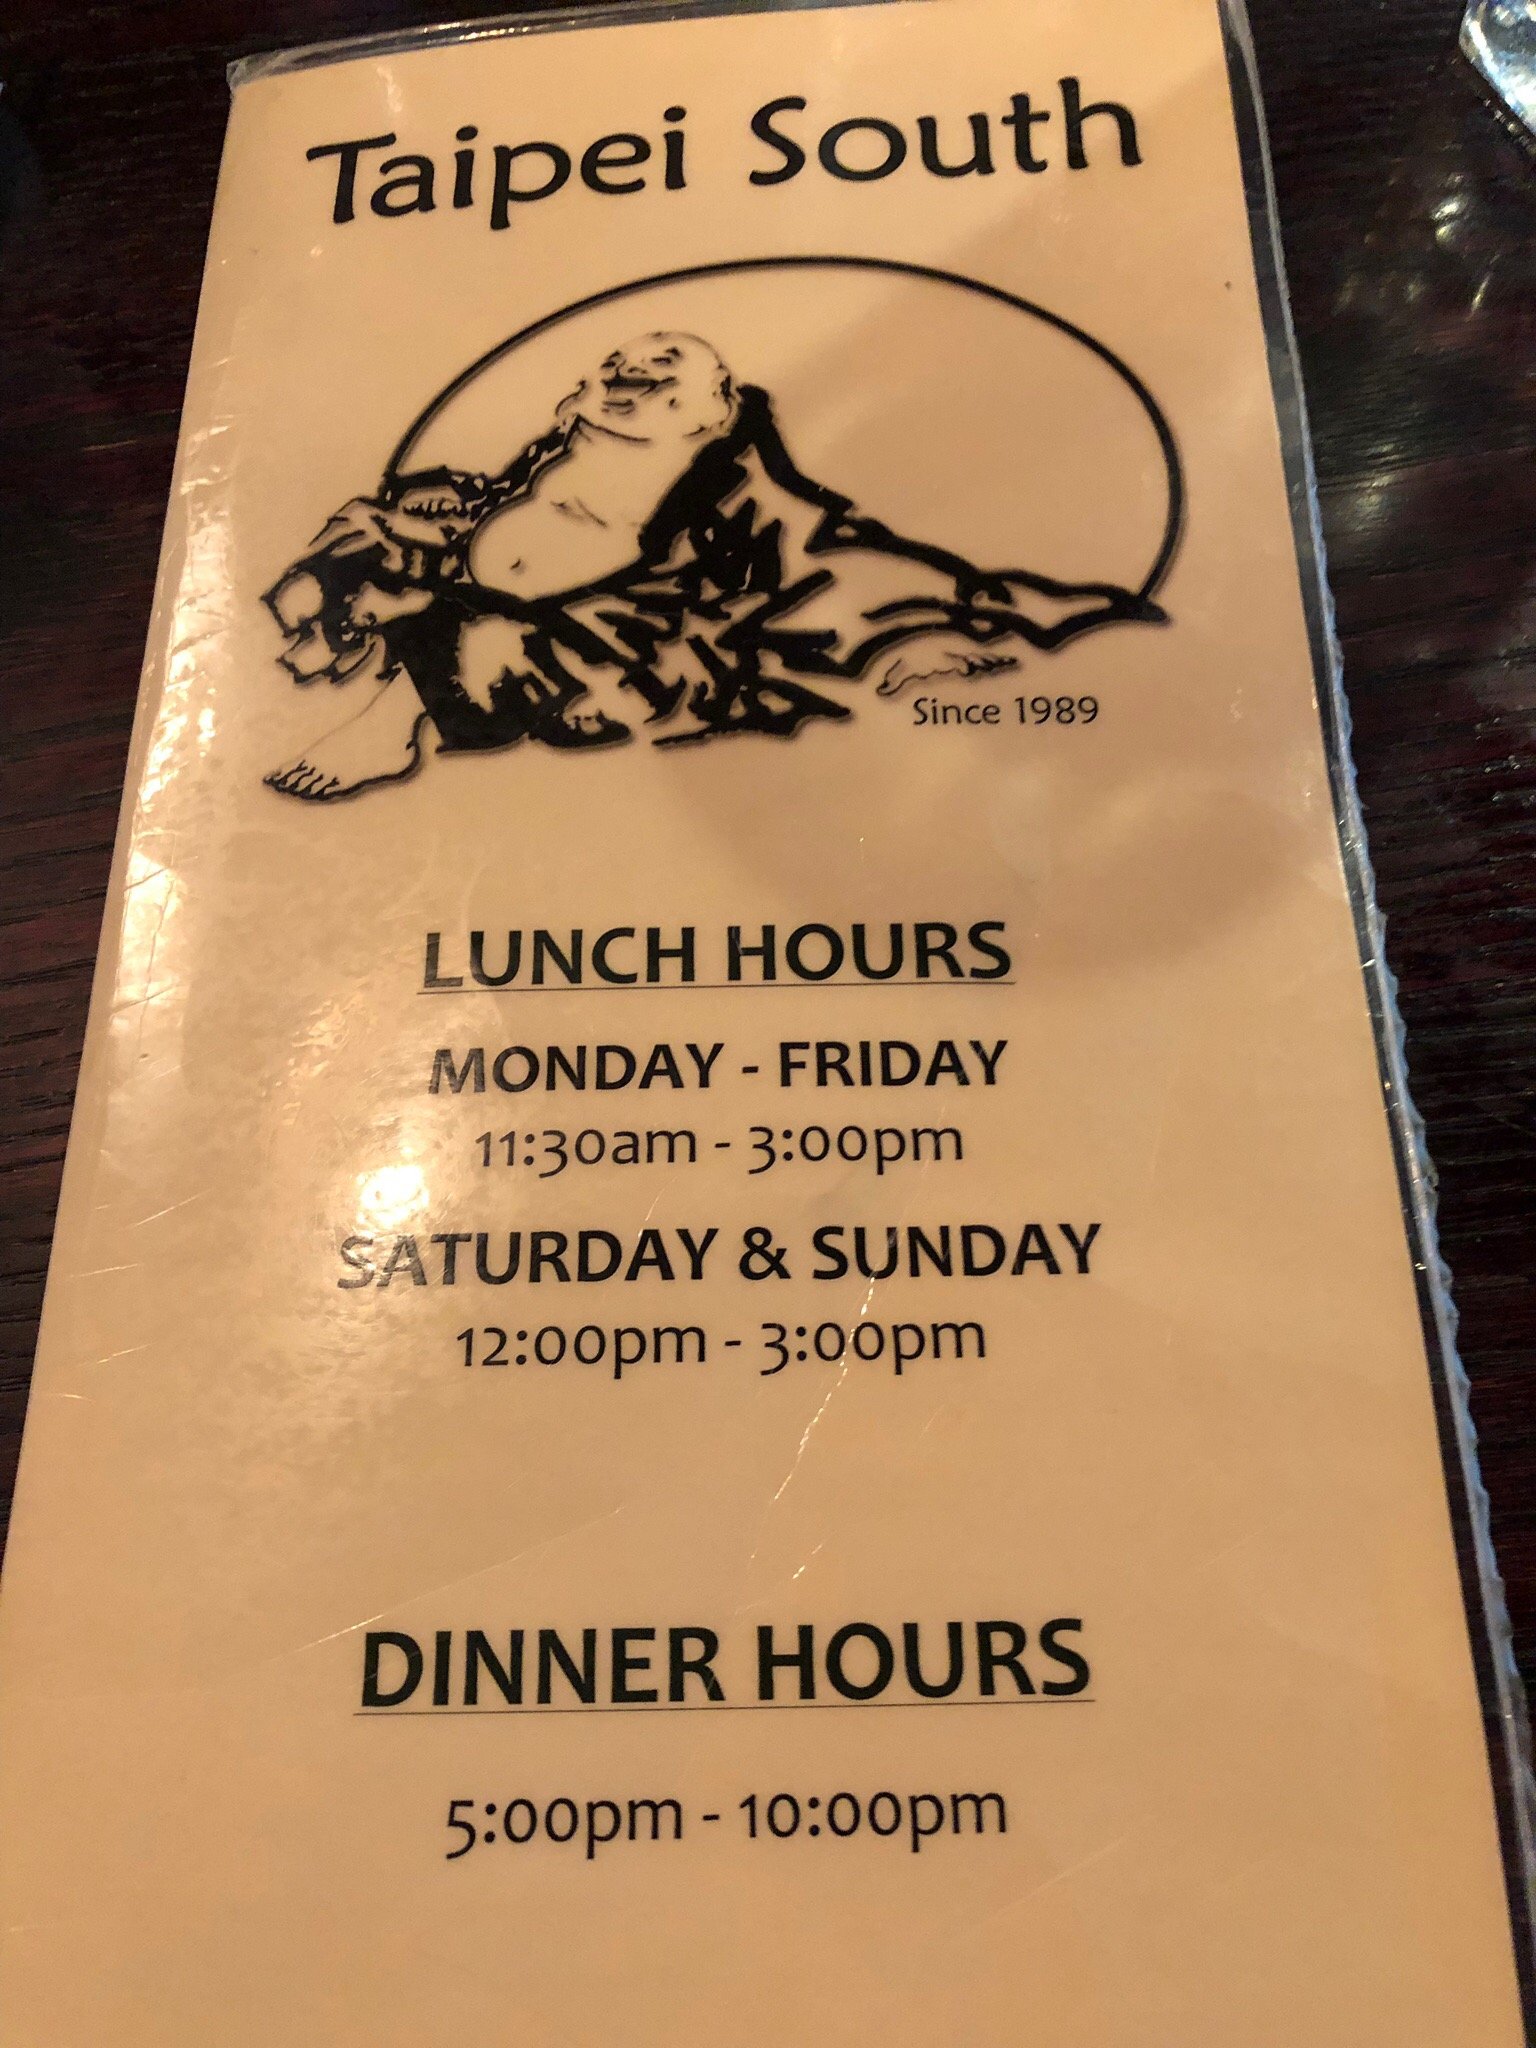 Taipei South
Since 1989
LUNCH HOURS
MONDAY - FRIDAY
11:30am - 3:00pm
SATURDAY & SUNDAY
12:00pm - 3:00pm
DINNER HOURS
5:00pm - 10:00pm